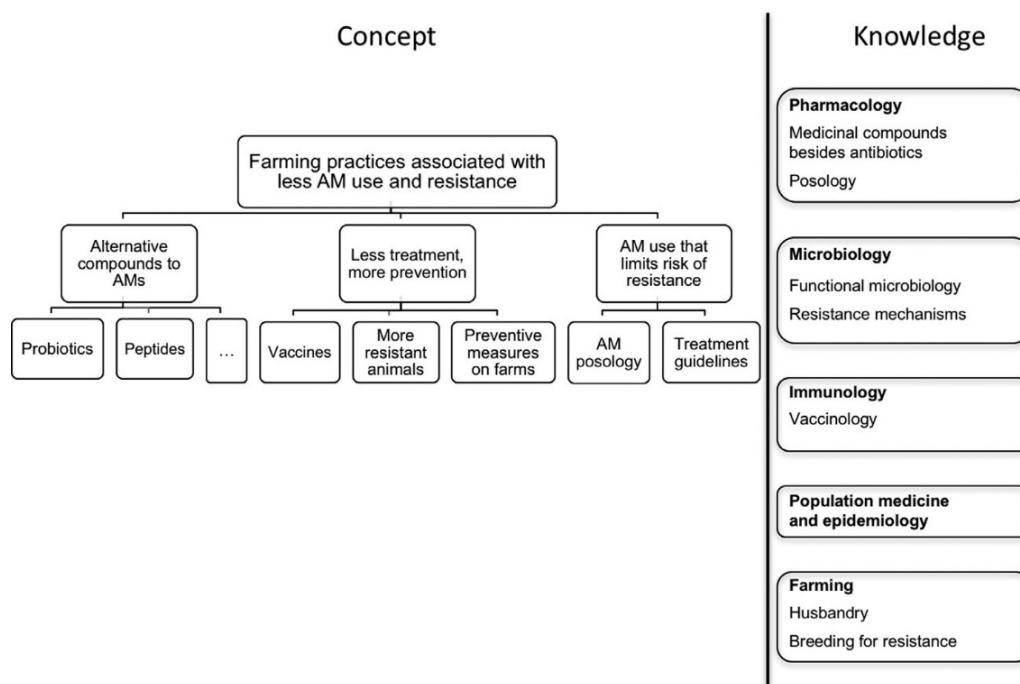 Concept
Farming practices associated with
less AM use and resistance
Alternative
compounds to
AMs
Less treatment,
more prevention
AM use that
limits risk of
resistance
Probiotics
Peptides
...
Vaccines
More
resistant
animals
Preventive
measures
on farms
AM
posology
Treatment
guidelines
Knowledge
Pharmacology
Medicinal compounds
besides antibiotics
Posology
Microbiology
Functional microbiology
Resistance mechanisms
Immunology
Vaccinology
Population medicine
and epidemiology
Farming
Husbandry
Breeding for resistance